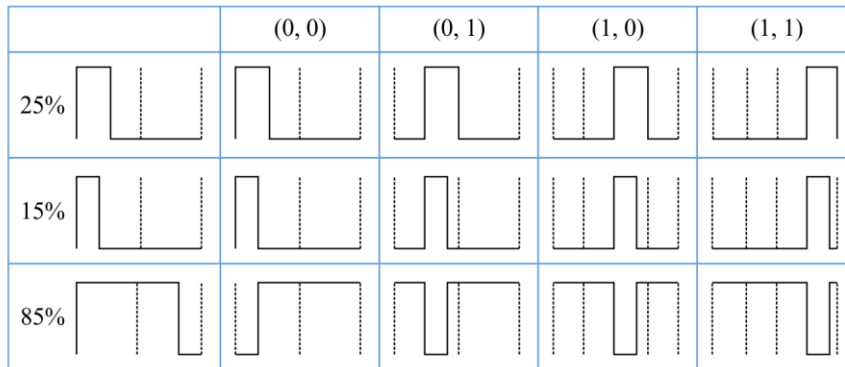 (0, 0) (0, 1) (1, 0) (1, 1)
25%
15%
85%